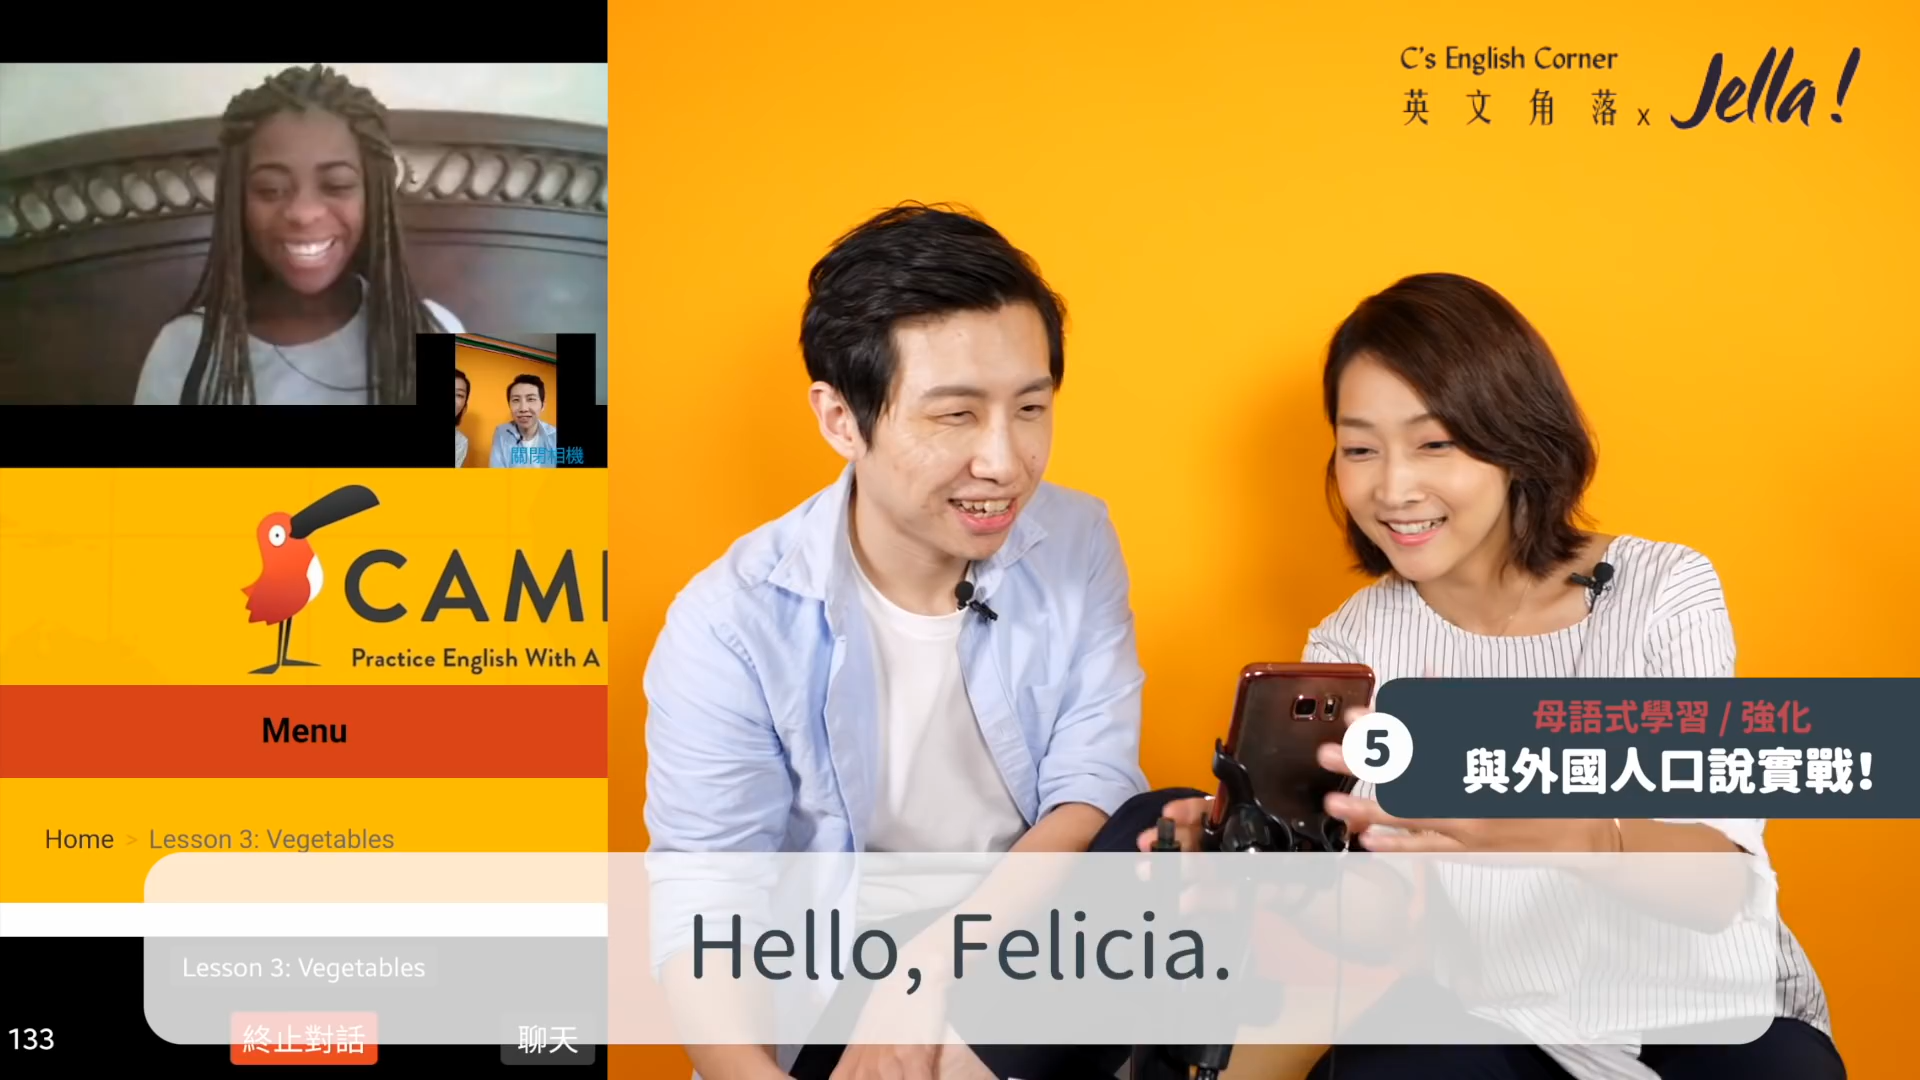 C's English Corner
英文角落 x Jella!
關閉相機
CAM
Practice English With A
Menu
Home > Lesson 3: Vegetables
5
母語式學習 / 強化
與外國人口說實戰!
Hello, Felicia.
Lesson 3: Vegetables
133
終止對話
聊天